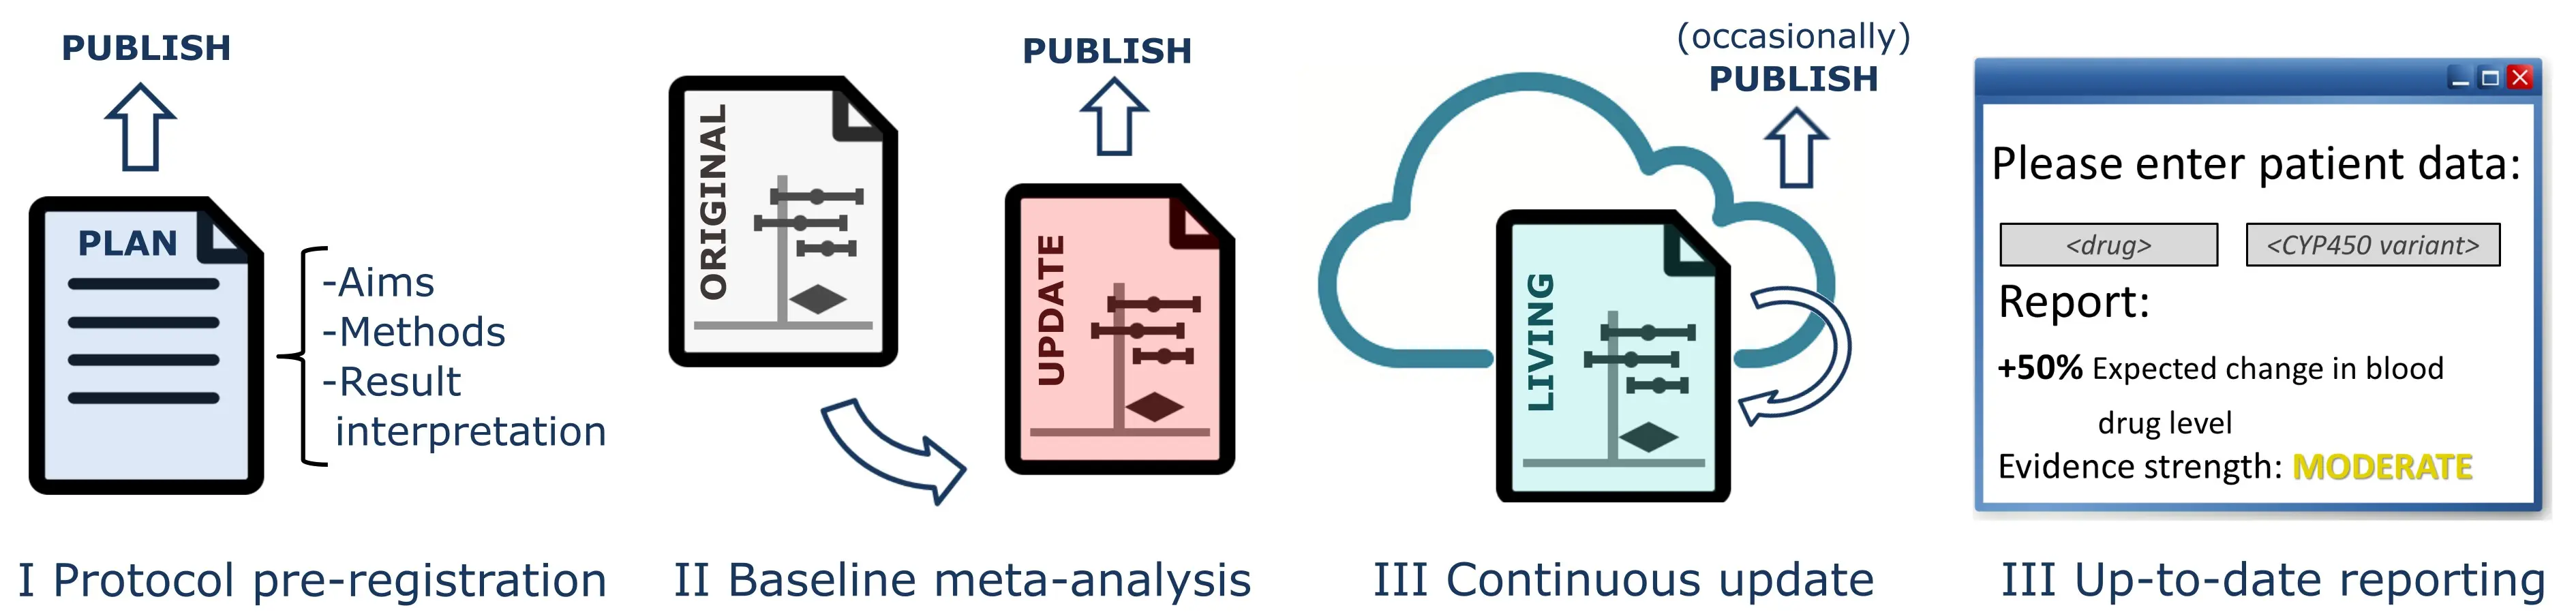 PUBLISH
PLAN
-Aims
-Methods
-Result
interpretation
I Protocol pre-registration
ORIGINAL
PUBLISH
UPDATE
II Baseline meta-analysis
(occasionally)
PUBLISH
LIVING
III Continuous update
Please enter patient data:
<drug> <CYP450 variant>
Report:
+50% Expected change in blood
drug level
Evidence strength: MODERATE
III Up-to-date reporting